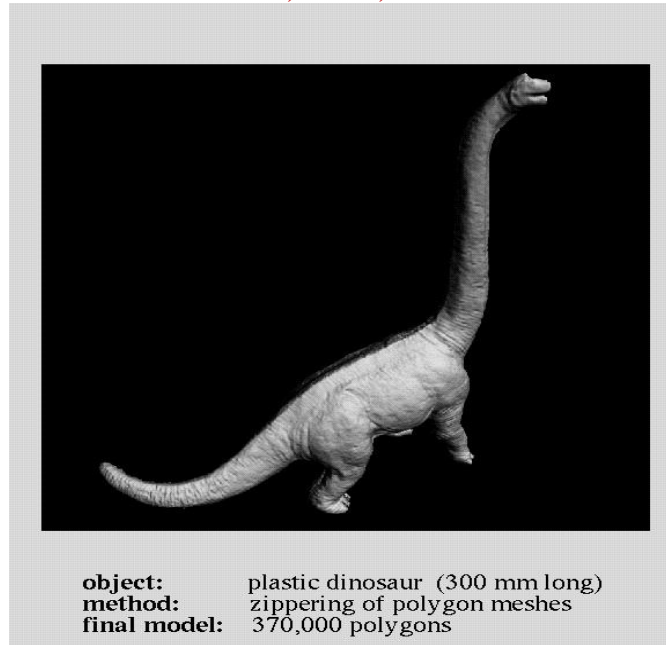 object: plastic dinosaur (300 mm long)
method: zippering of polygon meshes
final model: 370,000 polygons